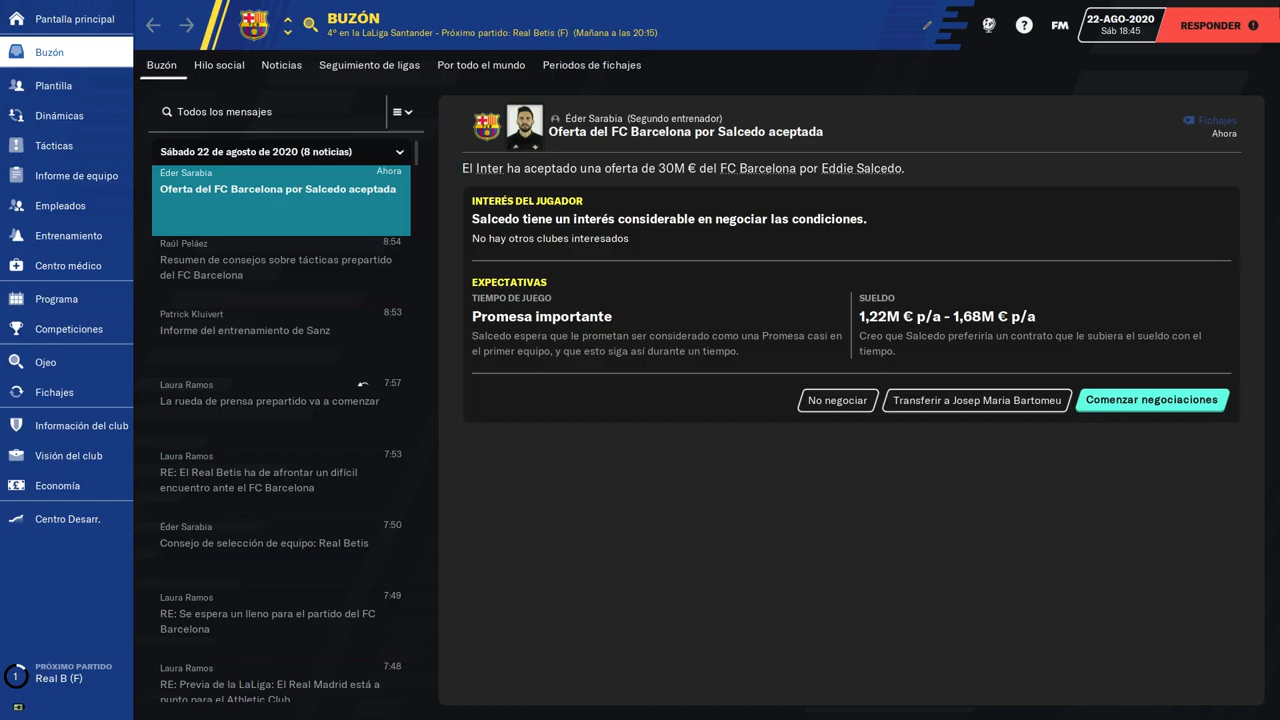 Pantalla principal
Buzón
Plantilla
Dinámicas
Tácticas
Informe de equipo
Empleados
Entrenamiento
Centro médico
Programa
Competiciones
Ojeo
Fichajes
Información del club
Visión del club
Economía
Centro Desarr.
PRÓXIMO PARTIDO
1
Real B (F)
BUZÓN
4º en la LaLiga Santander - Próximo partido: Real Betis (F) (Mañana a las 20:15)
?
FM
22-AGO-2020
Sáb 18:45
RESPONDER
Buzón
Hilo social
Noticias
Seguimiento de ligas
Por todo el mundo
Periodos de fichajes
Todos los mensajes
Sábado 22 de agosto de 2020 (8 noticias)
Éder Sarabia
Ahora
Oferta del FC Barcelona por Salcedo aceptada
Raúl Peláez
8:54
Resumen de consejos sobre tácticas prepartido
del FC Barcelona
Patrick Kluivert
8:53
Informe del entrenamiento de Sanz
Laura Ramos
7:57
La rueda de prensa prepartido va a comenzar
Laura Ramos
7:53
RE: El Real Betis ha de afrontar un difícil
encuentro ante el FC Barcelona
Éder Sarabia
7:50
Consejo de selección de equipo: Real Betis
Laura Ramos
7:49
RE: Se espera un lleno para el partido del FC
Barcelona
Laura Ramos
7:48
RE: Previa de la LaLiga: El Real Madrid está a
punto para el Athletic Club
Éder Sarabia (Segundo entrenador)
Oferta del FC Barcelona por Salcedo aceptada
Fichajes
Ahora
El Inter ha aceptado una oferta de 30M € del FC Barcelona por Eddie Salcedo.
INTERÉS DEL JUGADOR
Salcedo tiene un interés considerable en negociar las condiciones.
No hay otros clubes interesados
EXPECTATIVAS
TIEMPO DE JUEGO
Promesa importante
Salcedo espera que le prometan ser considerado como una Promesa casi en
el primer equipo, y que esto siga así durante un tiempo.
SUELDO
1,22M € p/a - 1,68M € p/a
Creo que Salcedo preferiría un contrato que le subiera el sueldo con el
tiempo.
No negociar
Transferir a Josep Maria Bartomeu
Comenzar negociaciones